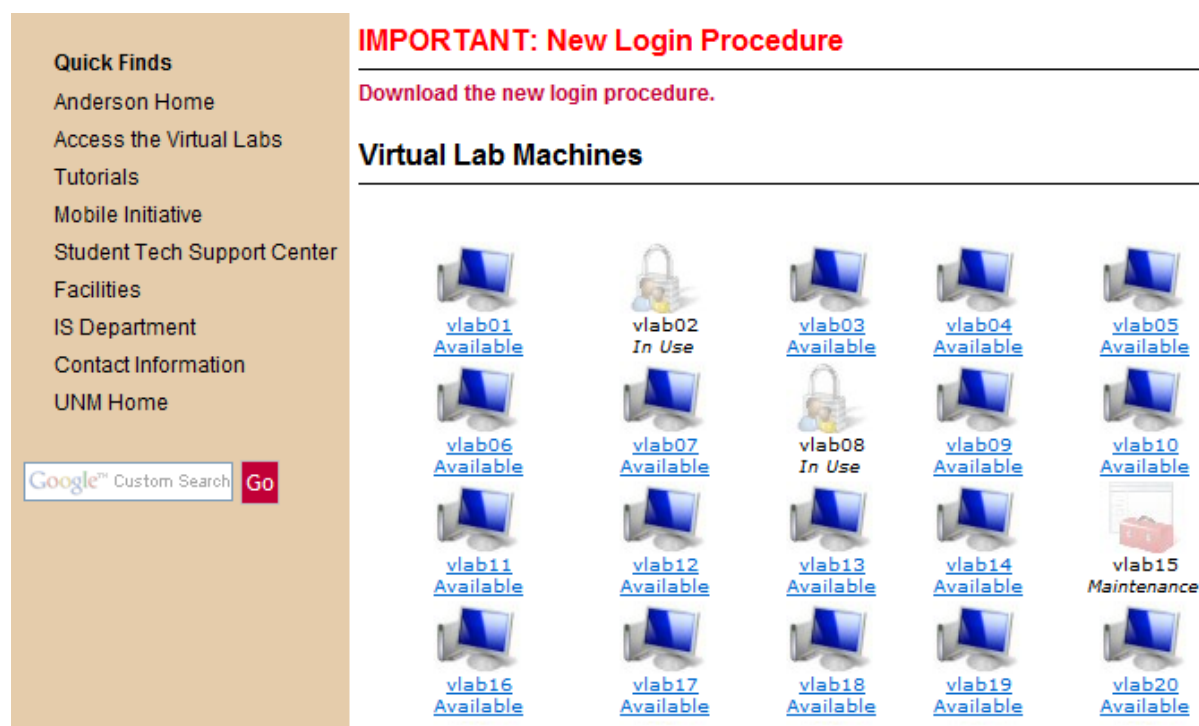 Quick Finds
Anderson Home
Access the Virtual Labs
Tutorials
Mobile Initiative
Student Tech Support Center
Facilities
IS Department
Contact Information
UNM Home
Google™ Custom Search Go
IMPORTANT: New Login Procedure
Download the new login procedure.
Virtual Lab Machines
vlab01 vlab02 vlab03 vlab04 vlab05
Available In Use Available Available Available
vlab06 vlab07 vlab08 vlab09 vlab10
Available Available In Use Available Available
vlab11 vlab12 vlab13 vlab14 vlab15
Available Available Available Available Maintenance
vlab16 vlab17 vlab18 vlab19 vlab20
Available Available Available Available Available